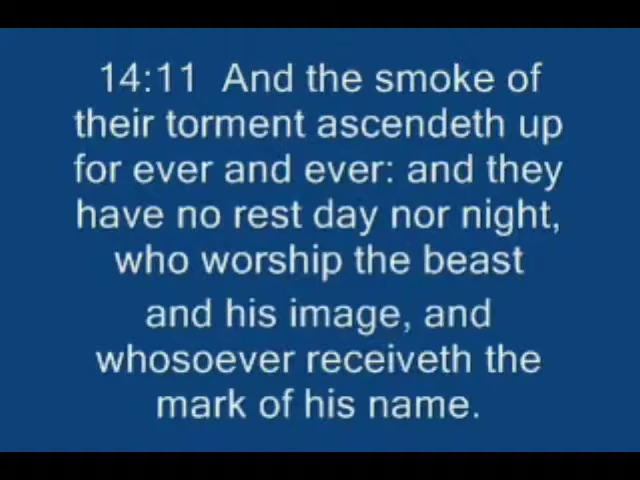 14:11 And the smoke of
their torment ascendeth up
for ever and ever: and they
have no rest day nor night,
who worship the beast
and his image, and
whosoever receiveth the
mark of his name.